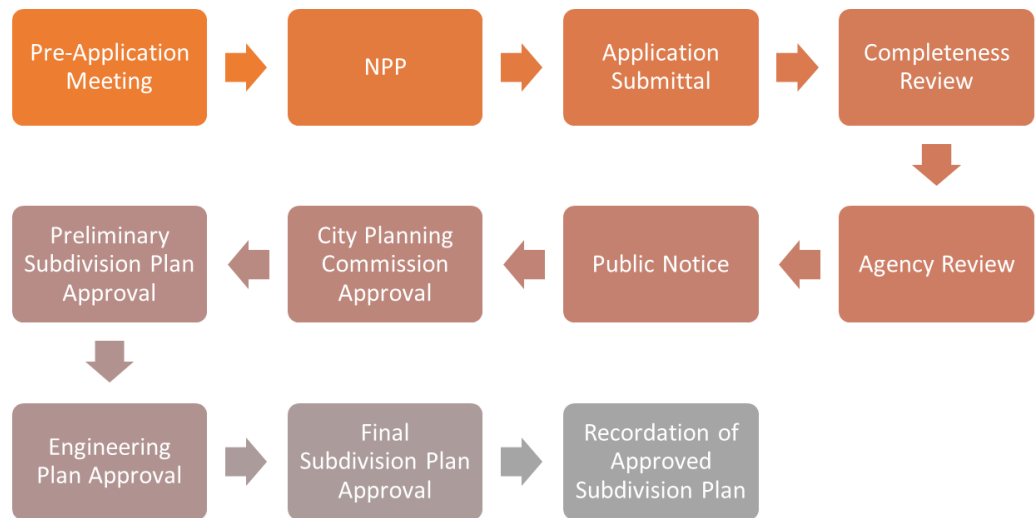 Pre-Application
Meeting
NPP
Application
Submittal
Completeness
Review
Agency Review
Public Notice
City Planning
Commission
Approval
Preliminary
Subdivision Plan
Approval
Engineering
Plan Approval
Final
Subdivision Plan
Approval
Recordation of
Approved
Subdivision Plan